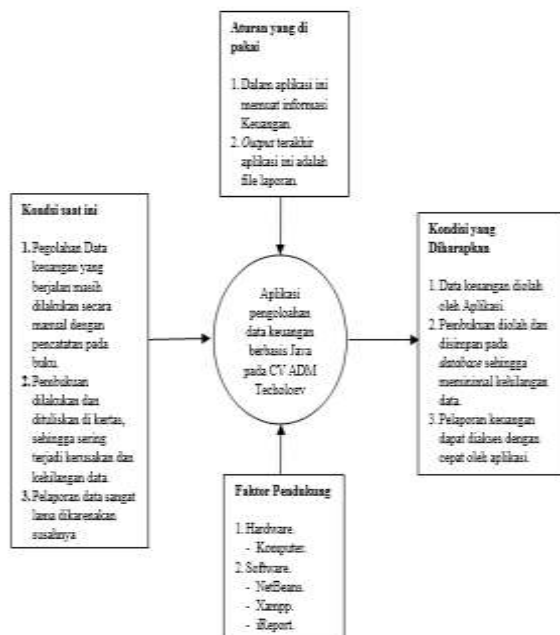 Aturan yang di
pakai
1. Dalam aplikasi ini
memuat informasi
Keuangan.
2. Output terakhir
aplikasi ini adalah
file laporan.
Kondisi saat ini
1. Pegolahan Data
keuangan yang
berjalan masih
dilakukan secara
manual dengan
pencatatan pada
buku.
2. Pembukuan
dilakukan dan
dituliskan di kertas,
sehingga sering
terjadi kerusakan dan
kehilangan data
3. Pelaporan data sangat
lama dikarenakan
susahnya
Aplikasi
pengoloahan
data keuangan
berbasis Java
pada CV ADM
Techology
Kondisi yang
Diharapkan
1. Data keuangan diolah
oleh Aplikasi.
2. Pembukuan diolah dan
disimpan pada
database sehingga
meminimal kehilangan
data.
3. Pelaporan keuangan
dapat diakses dengan
cepat oleh aplikasi.
Faktor Pendukung
1. Hardware.
- Komputer.
2. Software.
- NetBeans.
- Xampp.
- iReport.